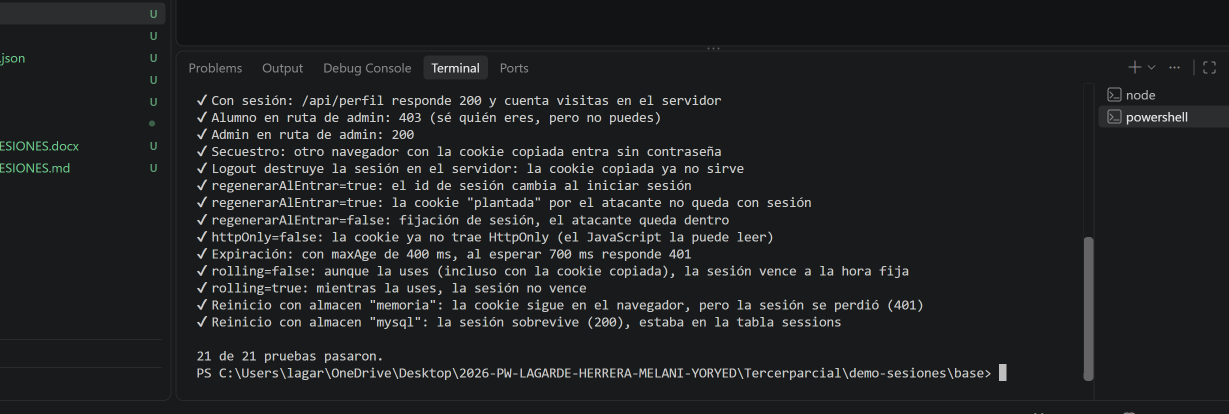 U
U
.json U
U
U
ESIONES.docx U
ESIONES.md U
Problems Output Debug Console Terminal Ports
✓ Con sesión: /api/perfil responde 200 y cuenta visitas en el servidor
✓ Alumno en ruta de admin: 403 (sé quién eres, pero no puedes)
✓ Admin en ruta de admin: 200
✓ Secuestro: otro navegador con la cookie copiada entra sin contraseña
✓ Logout destruye la sesión en el servidor: la cookie copiada ya no sirve
✓ regenerarAlEntrar=true: el id de sesión cambia al iniciar sesión
✓ regenerarAlEntrar=true: la cookie "plantada" por el atacante no queda con sesión
✓ regenerarAlEntrar=false: fijación de sesión, el atacante queda dentro
✓ httpOnly=false: la cookie ya no trae HttpOnly (el JavaScript la puede leer)
✓ Expiración: con maxAge de 400 ms, al esperar 700 ms responde 401
✓ rolling=false: aunque la uses (incluso con la cookie copiada), la sesión vence a la hora fija
✓ rolling=true: mientras la uses, la sesión no vence
✓ Reinicio con almacen "memoria": la cookie sigue en el navegador, pero la sesión se perdió (401)
✓ Reinicio con almacen "mysql": la sesión sobrevive (200), estaba en la tabla sessions
21 de 21 pruebas pasaron.
PS C:\Users\lagar\OneDrive\Desktop\2026-PW-LAGARDE-HERRERA-MELANI-YORYED\Tercerparcial\demo-sesiones\base>
node
powershell